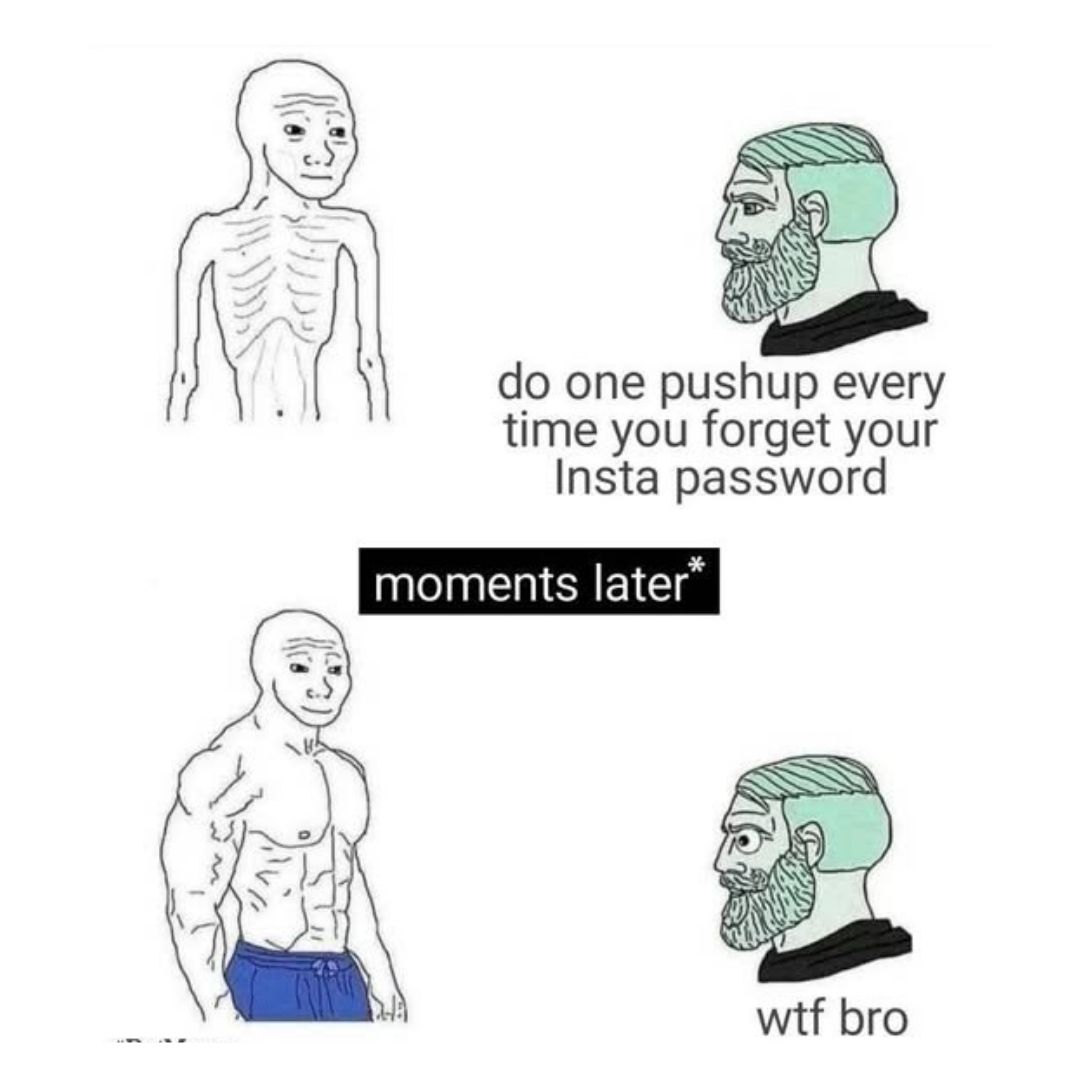 do one pushup every
time you forget your
Insta password
moments later*
wtf bro